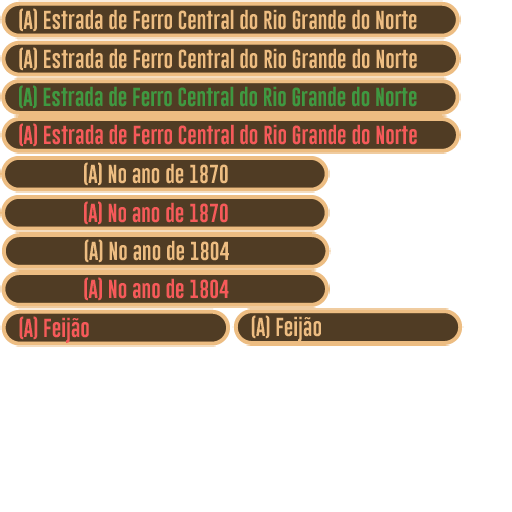 (A) Estrada de Ferro Central do Rio Grande do Norte
(A) Estrada de Ferro Central do Rio Grande do Norte
(A) Estrada de Ferro Central do Rio Grande do Norte
(A) Estrada de Ferro Central do Rio Grande do Norte
(A) No ano de 1870
(A) No ano de 1870
(A) No ano de 1804
(A) No ano de 1804
(A) Feijão (A) Feijão